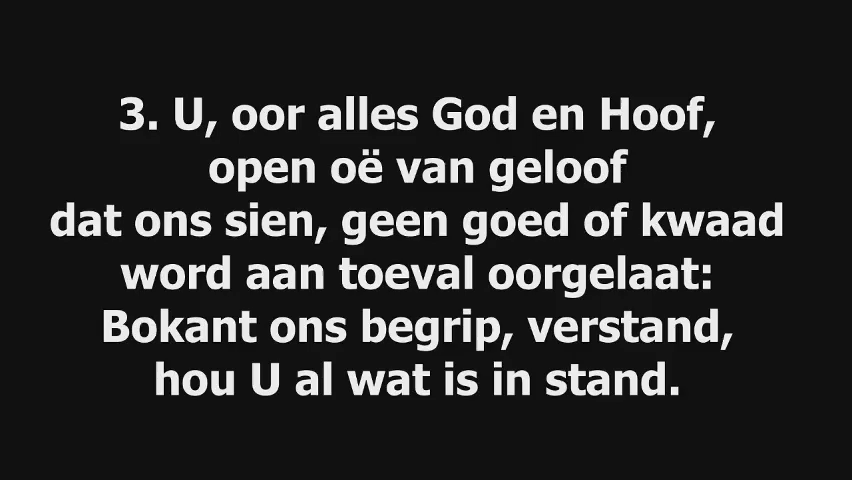 3. U, oor alles God en Hoof,
open oë van geloof
dat ons sien, geen goed of kwaad
word aan toeval oorgelaat:
Bokant ons begrip, verstand,
hou U al wat is in stand.